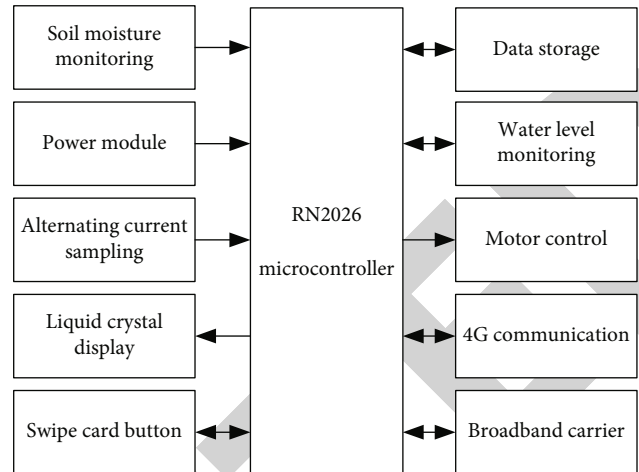 Soil moisture
monitoring
Power module
Alternating current
sampling
Liquid crystal
display
Swipe card button
RN2026
microcontroller
Data storage
Water level
monitoring
Motor control
4G communication
Broadband carrier